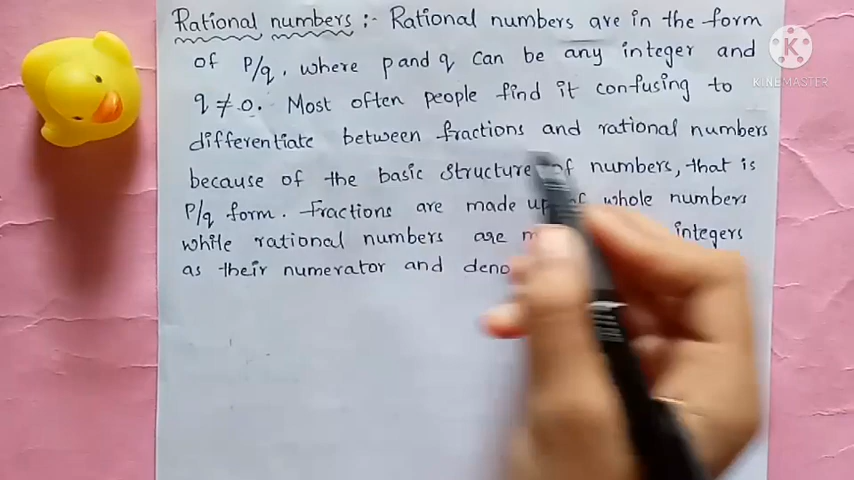 Rational numbers :- Rational numbers are in the form
of P/q, where p and q can be any integer and
q ≠ 0. Most often people find it confusing to
differentiate between fractions and rational numbers
because of the basic structure of numbers, that is
P/q form. Fractions are made up of whole numbers
while rational numbers are integers
as their numerator and
K
KINEMASTER